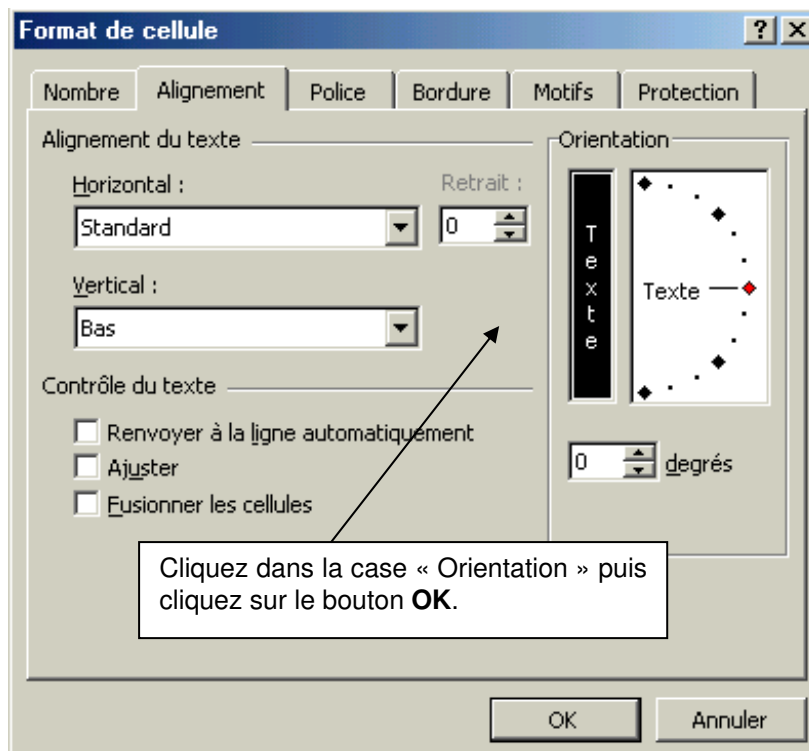 Format de cellule
Nombre Alignement Police Bordure Motifs Protection
Alignement du texte
Orientation
Horizontal :
Retrait :
Standard
0
Vertical :
Bas
Texte
Texte
Contrôle du texte
Renvoyer à la ligne automatiquement
Ajuster
Fusionner les cellules
0 degrés
Cliquez dans la case « Orientation » puis
cliquez sur le bouton OK.
OK Annuler